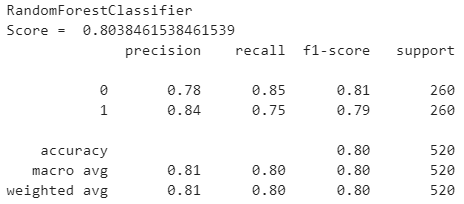 RandomForestClassifier
Score =  0.8038461538461539
              precision    recall  f1-score   support

           0       0.78      0.85      0.81       260
           1       0.84      0.75      0.79       260

    accuracy                           0.80       520
   macro avg       0.81      0.80      0.80       520
weighted avg       0.81      0.80      0.80       520